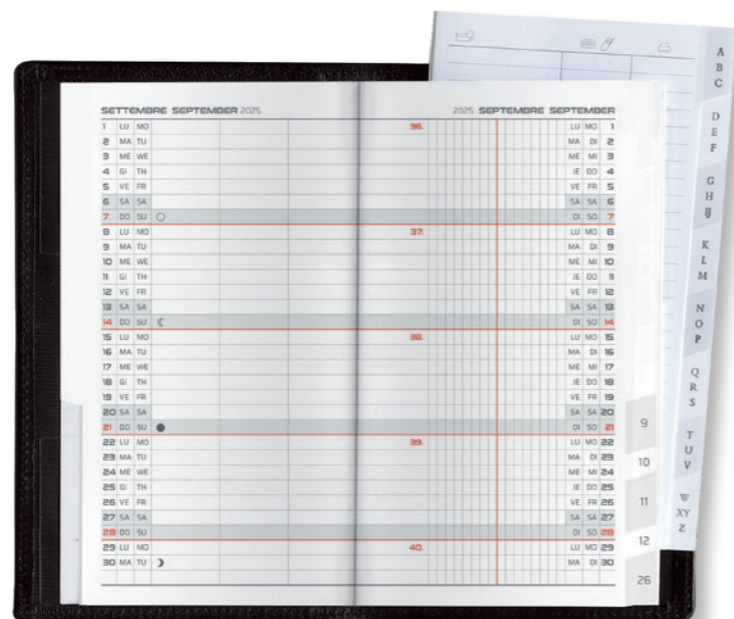 SETTEMBRE SEPTEMBER 2025
2025 SEPTEMBRE SEPTEMBER
1 LU MO 36. LU MO 1
2 MA TU MA DI 2
3 ME WE ME MI 3
4 GI TH JE DO 4
5 VE FR VE FR 5
6 SA SA SA SA 6
7 DO SU DI SO 7
8 LU MO 37. LU MO 8
9 MA TU MA DI 9
10 ME WE ME MI 10
11 GI TH JE DO 11
12 VE FR VE FR 12
13 SA SA SA SA 13
14 DO SU DI SO 14
15 LU MO 38. LU MO 15
16 MA TU MA DI 16
17 ME WE ME MI 17
18 GI TH JE DO 18
19 VE FR VE FR 19
20 SA SA SA SA 20
21 DO SU DI SO 21
22 LU MO 39. LU MO 22
23 MA TU MA DI 23
24 ME WE ME MI 24
25 GI TH JE DO 25
26 VE FR VE FR 26
27 SA SA SA SA 27
28 DO SU DI SO 28
29 LU MO 40. LU MO 29
30 MA TU MA DI 30
9
10
11
12
26
A
B
C
D
E
F
G
H
IJ
K
L
M
N
O
P
Q
R
S
T
U
V
W
XY
Z